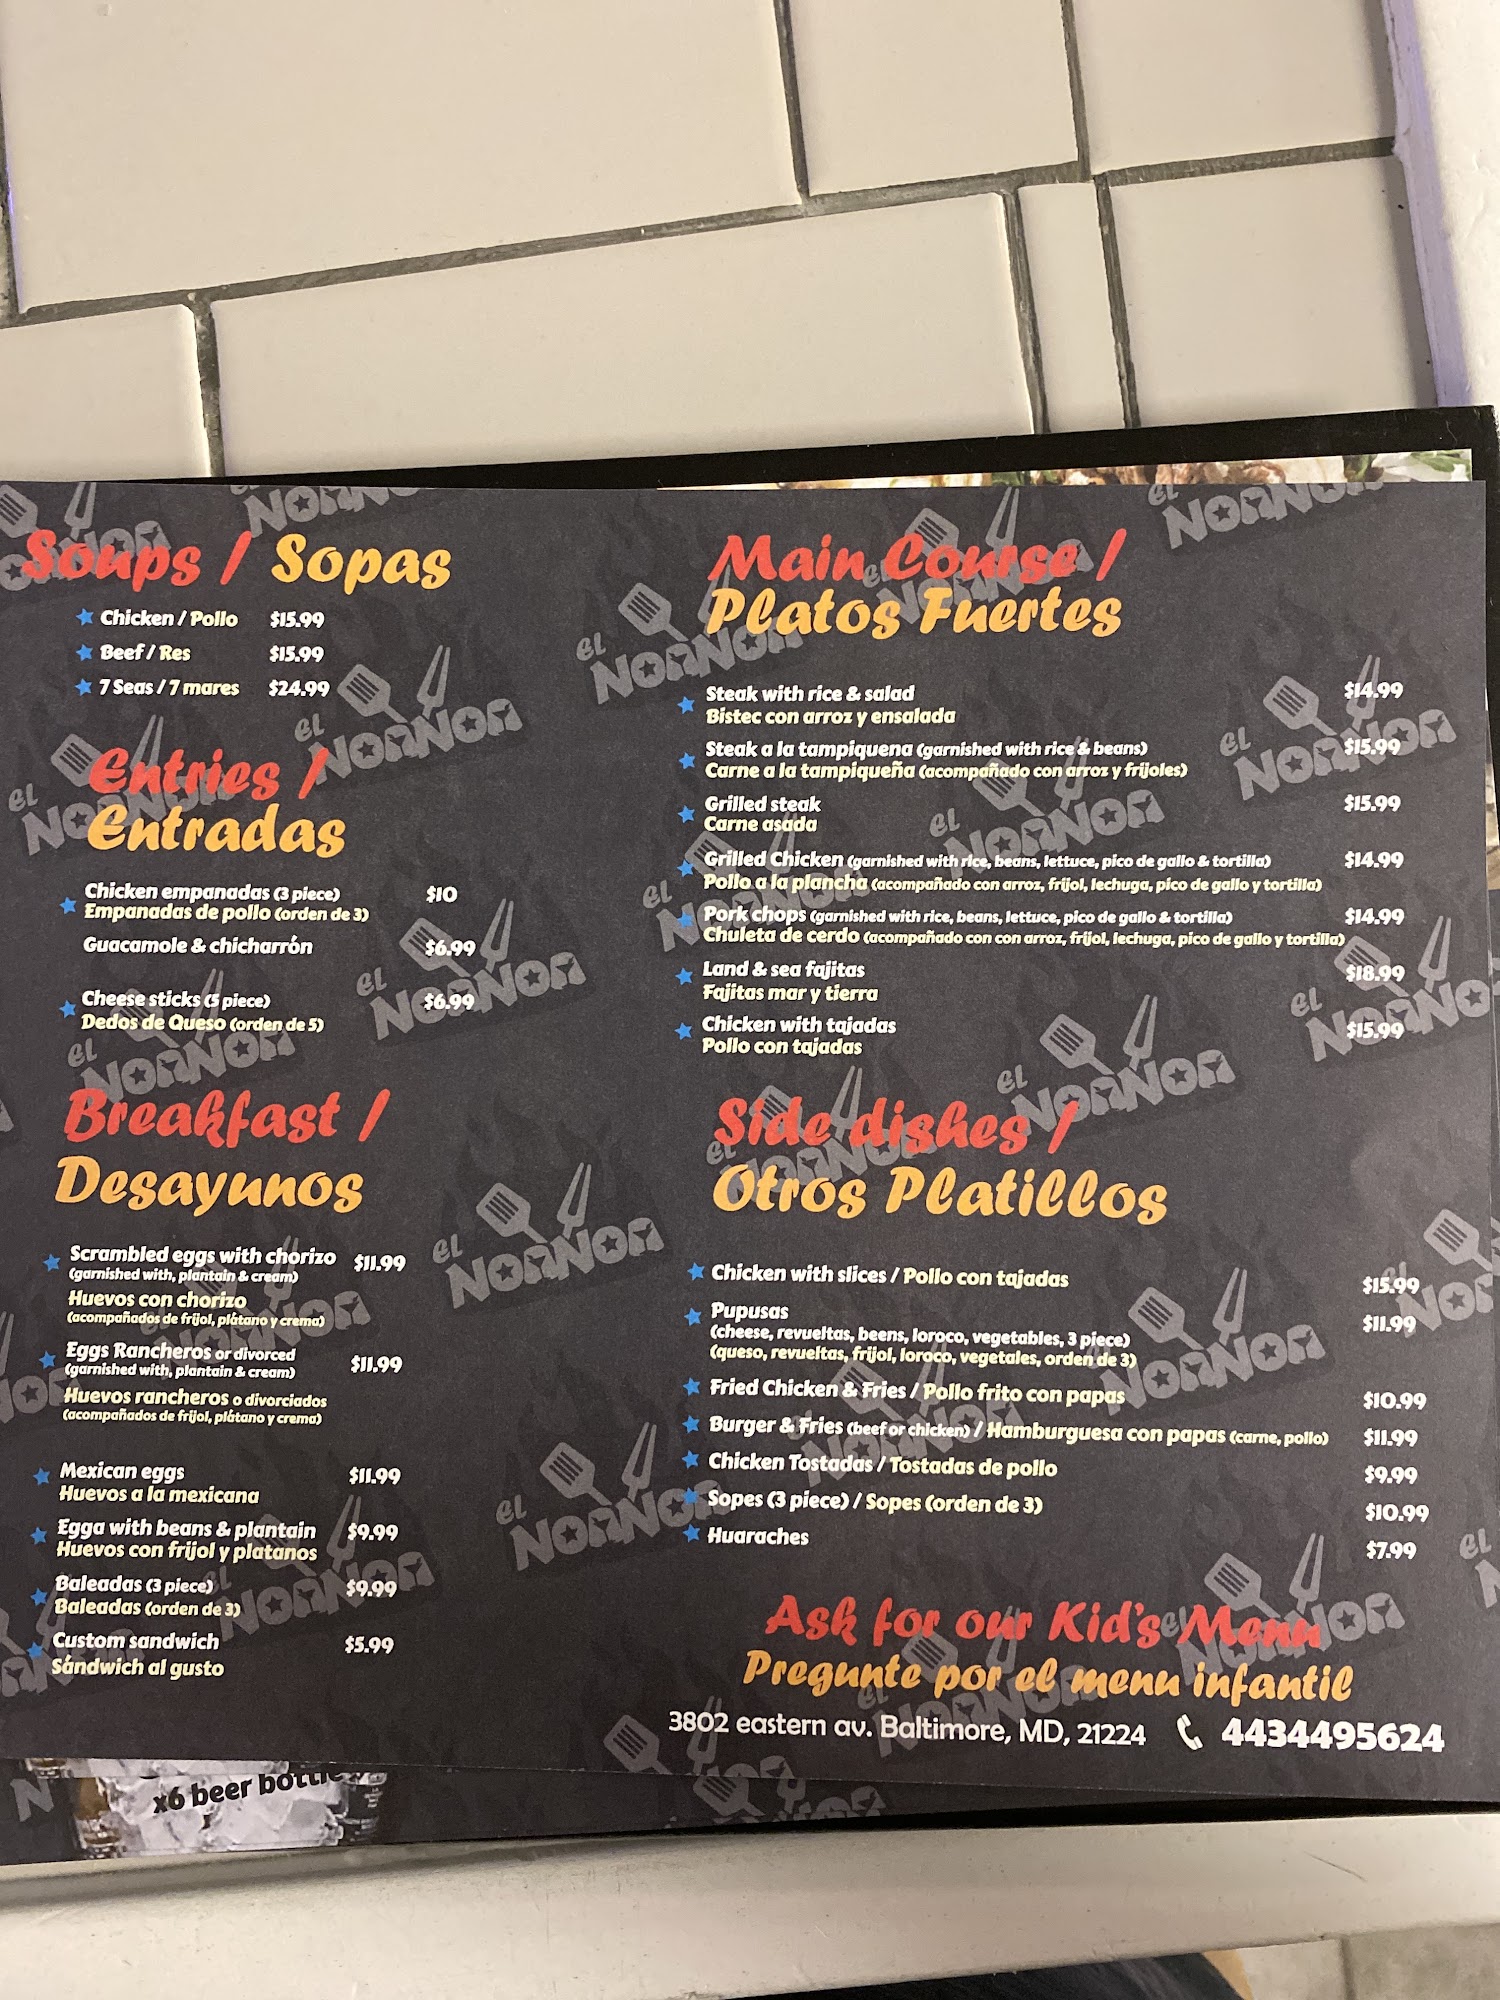 Soups / Sopas
Chicken / Pollo $15.99
Beef / Res $15.99
7 Seas / 7 mares $24.99
Entries /
Entradas
Chicken empanadas (3 piece) $10
Empanadas de pollo (orden de 3)
Guacamole & chicharrón $6.99
Cheese sticks (5 piece) $6.99
Dedos de Queso (orden de 5)
Breakfast /
Desayunos
Scrambled eggs with chorizo $11.99
(garnished with, plantain & cream)
Huevos con chorizo
(acompañados de frijol, plátano y crema)
Eggs Rancheros or divorced $11.99
(garnished with, plantain & cream)
Huevos rancheros o divorciados
(acompañados de frijol, plátano y crema)
Mexican eggs $11.99
Huevos a la mexicana
Egga with beans & plantain $9.99
Huevos con frijol y platanos
Baleadas (3 piece) $9.99
Baleadas (orden de 3)
Custom sandwich $5.99
Sándwich al gusto
Main Course /
Platos Fuertes
Steak with rice & salad $14.99
Bistec con arroz y ensalada
Steak a la tampiquena (garnished with rice & beans) $15.99
Carne a la tampiqueña (acompañado con arroz y frijoles)
Grilled steak $15.99
Carne asada
Grilled Chicken (garnished with rice, beans, lettuce, pico de gallo & tortilla) $14.99
Pollo a la plancha (acompañado con arroz, frijol, lechuga, pico de gallo y tortilla)
Pork chops (garnished with rice, beans, lettuce, pico de gallo & tortilla) $14.99
Chuleta de cerdo (acompañado con con arroz, frijol, lechuga, pico de gallo y tortilla)
Land & sea fajitas $18.99
Fajitas mar y tierra
Chicken with tajadas $15.99
Pollo con tajadas
Side dishes /
Otros Platillos
Chicken with slices / Pollo con tajadas $15.99
Pupusas $11.99
(cheese, revueltas, beens, loroco, vegetables, 3 piece)
(queso, revueltas, frijol, loroco, vegetales, orden de 3)
Fried Chicken & Fries / Pollo frito con papas $10.99
Burger & Fries (beef or chicken) / Hamburguesa con papas (carne, pollo) $11.99
Chicken Tostadas / Tostadas de pollo $9.99
Sopes (3 piece) / Sopes (orden de 3) $10.99
Huaraches $7.99
Ask for our Kid's Menu
Pregunte por el menu infantil
3802 eastern av. Baltimore, MD, 21224 4434495624
x6 beer bottle
EL NOANOA